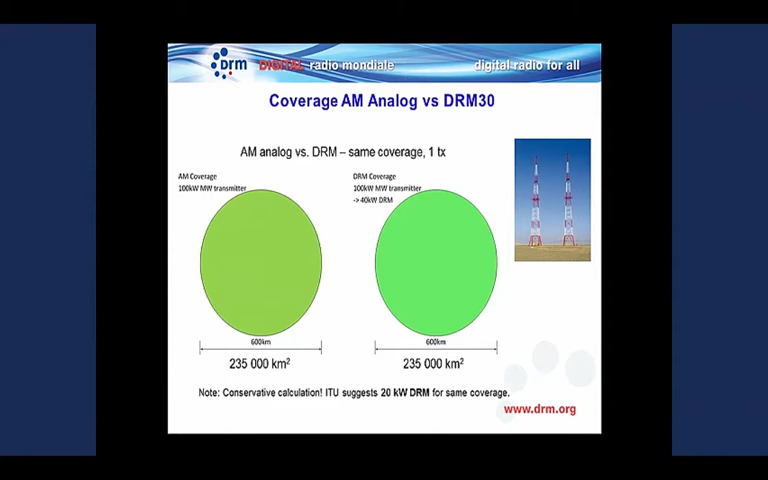 drm DIGITAL radio mondiale
digital radio for all
Coverage AM Analog vs DRM30
AM analog vs. DRM – same coverage, 1 tx
AM Coverage
100kW MW transmitter
DRM Coverage
100kW MW transmitter
-> 40kW DRM
600km
600km
235 000 km²
235 000 km²
Note: Conservative calculation! ITU suggests 20 kW DRM for same coverage.
www.drm.org